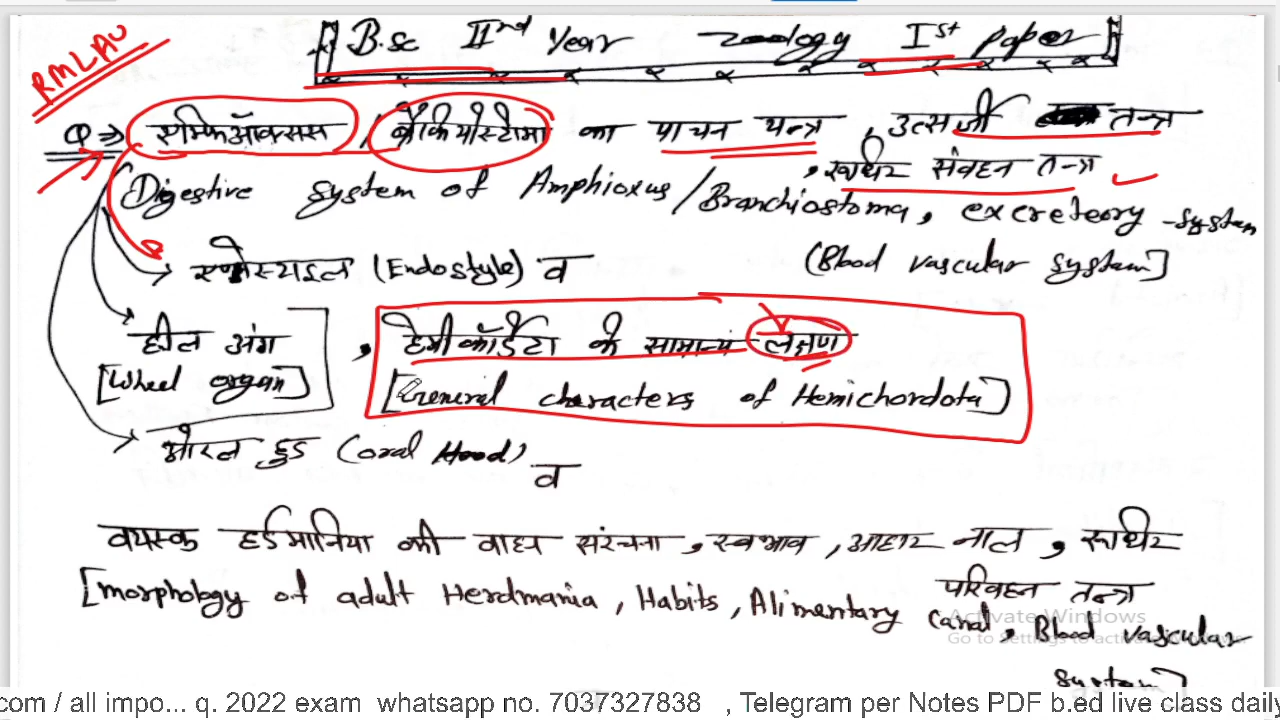 RMLAU
B.sc IInd Year Zoology Ist paper
Q ⇒ एम्फिऑक्सस / ब्रैंकियोस्टोमा का पाचन यन्त्र , उत्सर्जी तन्त्र
, रूधिर संवहन तन्त्र
[Digestive system of Amphioxus/Branchiostoma, excreteory -system
→ एण्डोस्टाइल (Endostyle) व
(Blood vascular system]
व्हील अंग
[Wheel organ]
, हेमीकॉर्डेटा के सामान्य लक्षण
[General characters of Hemichordota]
ओरल हुड (oral Hood)
व
वयस्क हर्डमानिया की बाह्य संरचना , स्वभाव , आहार नाल , रूधिर
परिवहन तन्त्र
[morphology of adult Herdmania, Habits, Alimentary Canal, Blood vascular
system]
Activate Windows
Go to Settings to activate Windows
com / all impo... q. 2022 exam whatsapp no. 7037327838 , Telegram per Notes PDF b.ed live class daily